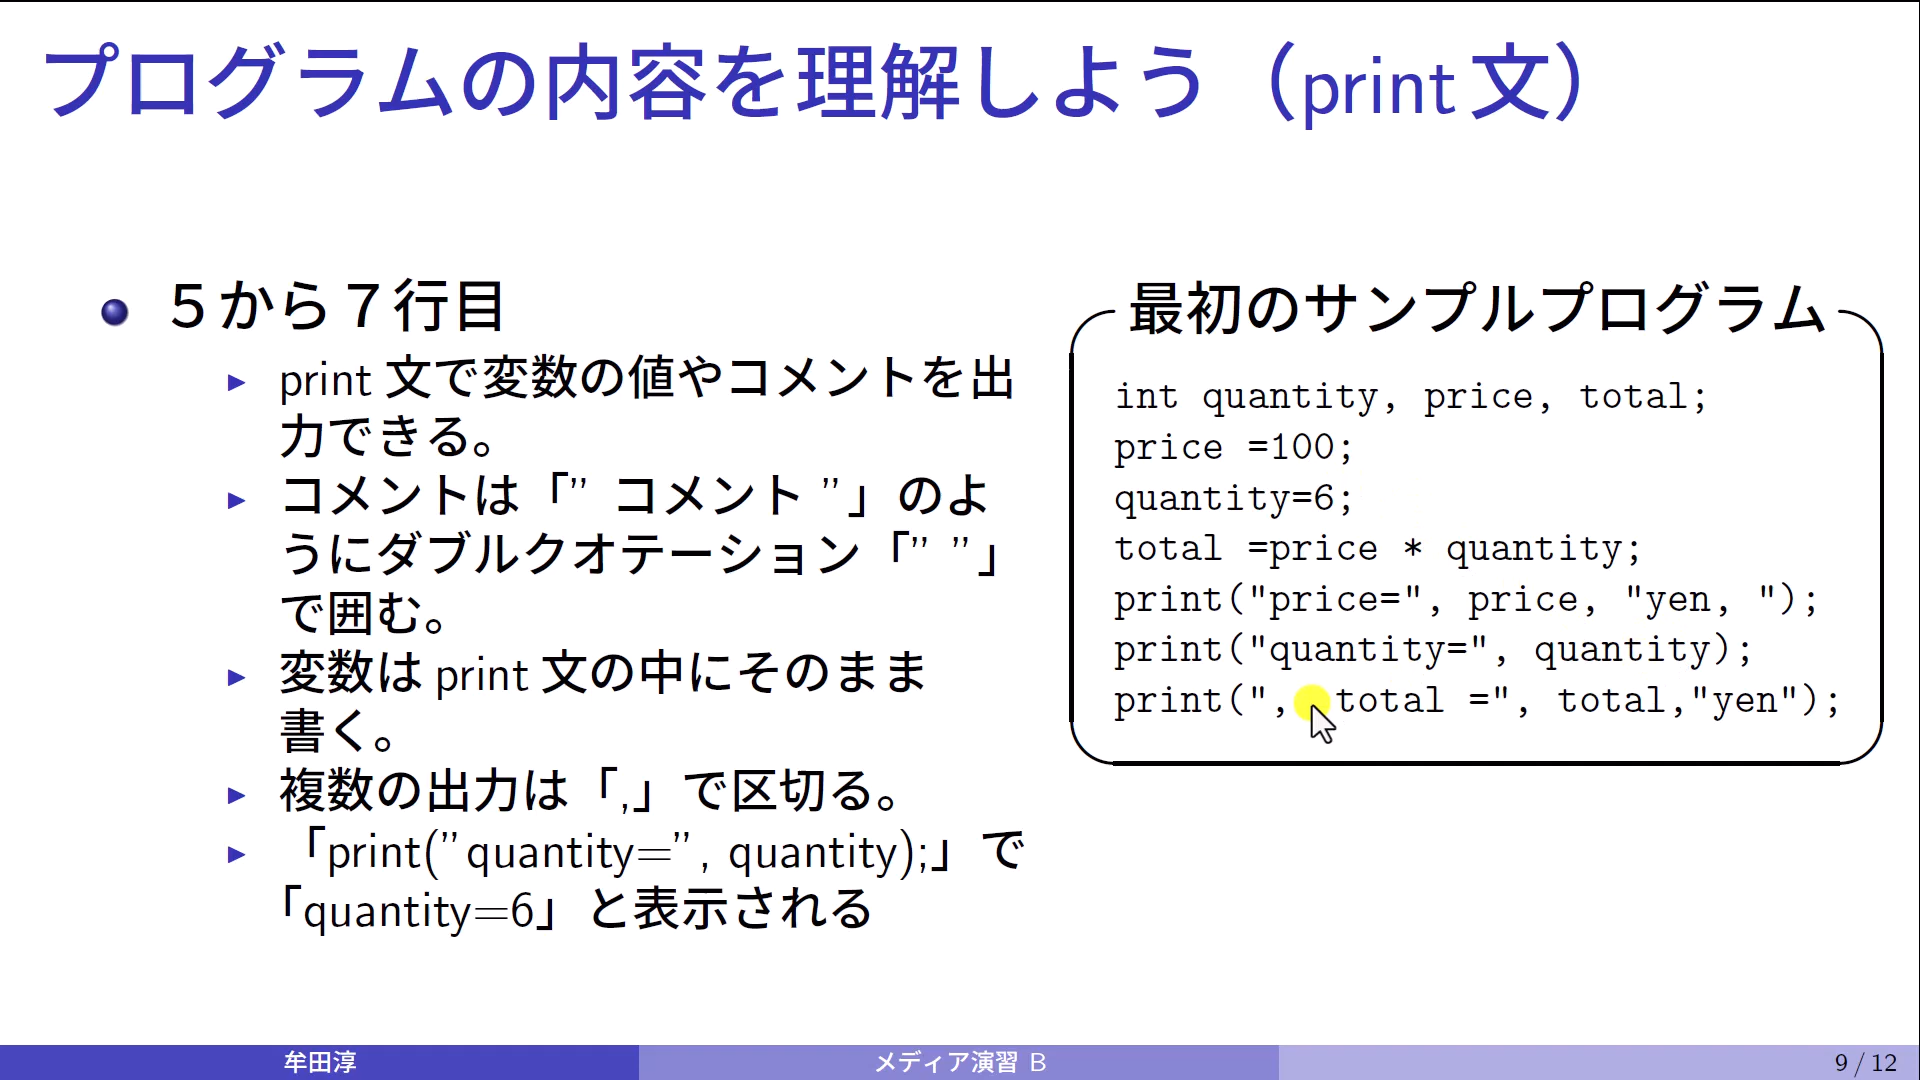 プログラムの内容を理解しよう（print 文）
５から７行目
print 文で変数の値やコメントを出
力できる。
コメントは「” コメント ”」のよ
うにダブルクオテーション「” ”」
で囲む。
変数は print 文の中にそのまま
書く。
複数の出力は「,」で区切る。
「print(”quantity=”, quantity);」で
「quantity=6」と表示される
最初のサンプルプログラム
int quantity, price, total;
price =100;
quantity=6;
total =price * quantity;
print("price=", price, "yen, ");
print("quantity=", quantity);
print(", total =", total,"yen");
牟田淳
メディア演習 B
9 / 12